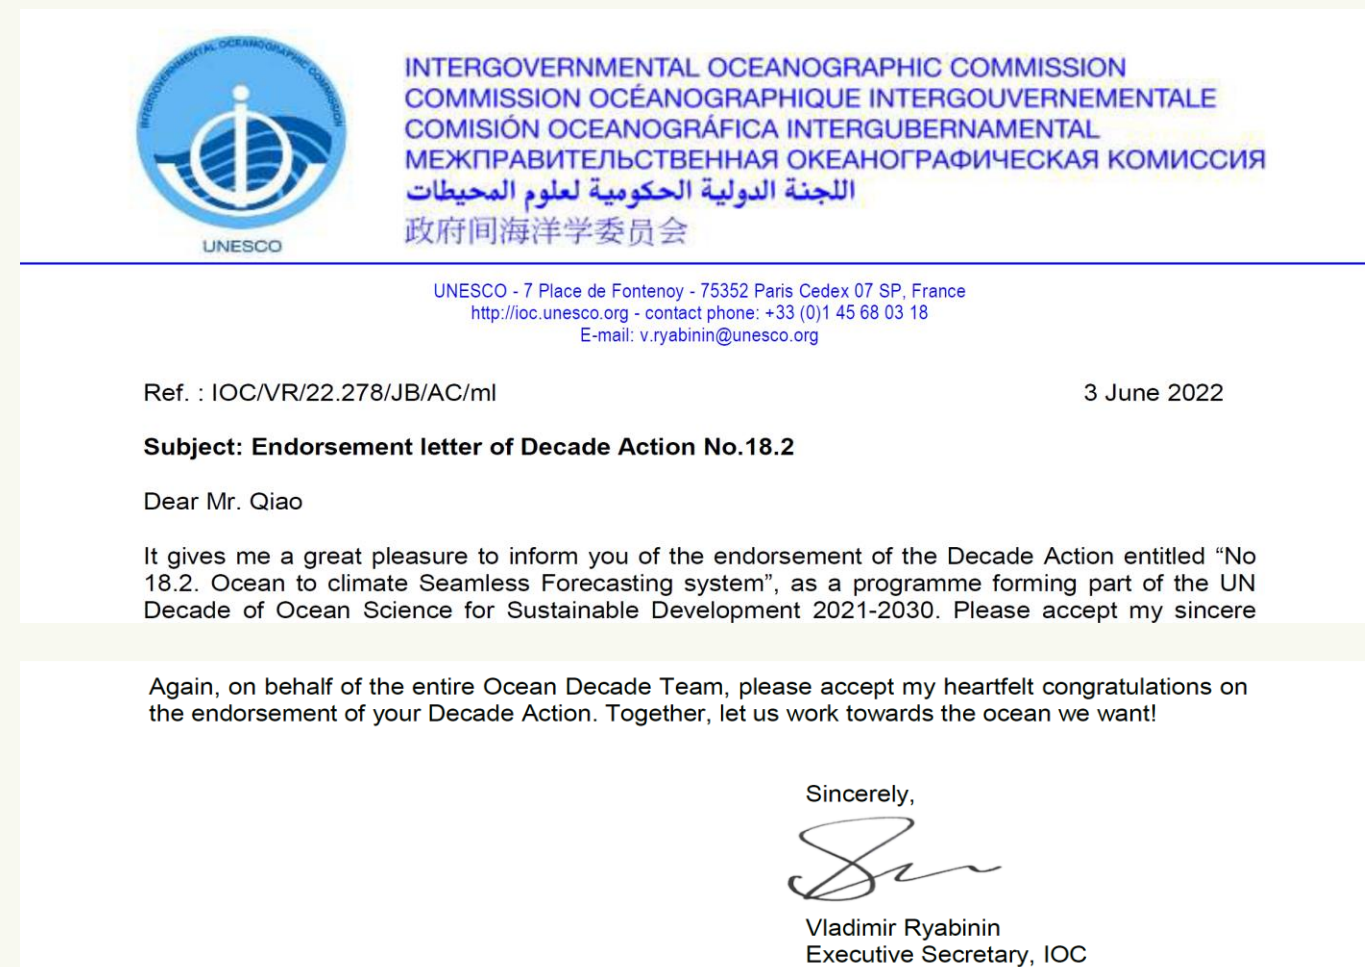 INTERGOVERNMENTAL OCEANOGRAPHIC COMMISSION
UNESCO
INTERGOVERNMENTAL OCEANOGRAPHIC COMMISSION
COMMISSION OCÉANOGRAPHIQUE INTERGOUVERNEMENTALE
COMISIÓN OCEANOGRÁFICA INTERGUBERNAMENTAL
МЕЖПРАВИТЕЛЬСТВЕННАЯ ОКЕАНОГРАФИЧЕСКАЯ КОМИССИЯ
اللجنة الدولية الحكومية لعلوم المحيطات
政府间海洋学委员会
UNESCO - 7 Place de Fontenoy - 75352 Paris Cedex 07 SP, France
http://ioc.unesco.org - contact phone: +33 (0)1 45 68 03 18
E-mail: v.ryabinin@unesco.org
Ref. : IOC/VR/22.278/JB/AC/ml 3 June 2022
Subject: Endorsement letter of Decade Action No.18.2
Dear Mr. Qiao
It gives me a great pleasure to inform you of the endorsement of the Decade Action entitled “No
18.2. Ocean to climate Seamless Forecasting system”, as a programme forming part of the UN
Decade of Ocean Science for Sustainable Development 2021-2030. Please accept my sincere
Again, on behalf of the entire Ocean Decade Team, please accept my heartfelt congratulations on
the endorsement of your Decade Action. Together, let us work towards the ocean we want!
Sincerely,
Vladimir Ryabinin
Executive Secretary, IOC